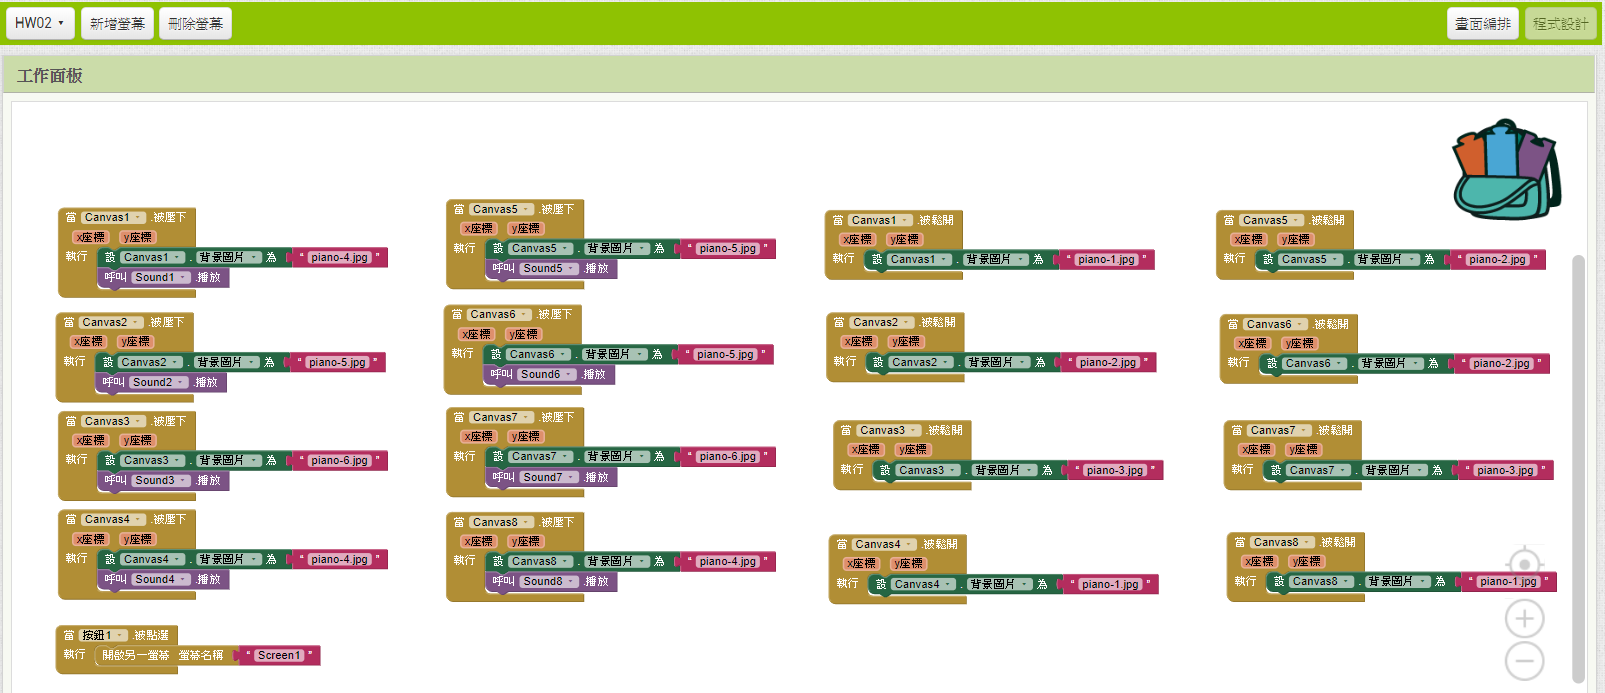 HW02 新增螢幕 刪除螢幕 畫面編排 程式設計
工作面板
當 Canvas1 .被壓下
x座標 y座標
執行 設 Canvas1 . 背景圖片 為 “ piano-4.jpg ”
呼叫 Sound1 .播放
當 Canvas2 .被壓下
x座標 y座標
執行 設 Canvas2 . 背景圖片 為 “ piano-5.jpg ”
呼叫 Sound2 .播放
當 Canvas3 .被壓下
x座標 y座標
執行 設 Canvas3 . 背景圖片 為 “ piano-6.jpg ”
呼叫 Sound3 .播放
當 Canvas4 .被壓下
x座標 y座標
執行 設 Canvas4 . 背景圖片 為 “ piano-4.jpg ”
呼叫 Sound4 .播放
當 按鈕1 .被點選
執行 開啟另一螢幕 螢幕名稱 “ Screen1 ”
當 Canvas5 .被壓下
x座標 y座標
執行 設 Canvas5 . 背景圖片 為 “ piano-5.jpg ”
呼叫 Sound5 .播放
當 Canvas6 .被壓下
x座標 y座標
執行 設 Canvas6 . 背景圖片 為 “ piano-5.jpg ”
呼叫 Sound6 .播放
當 Canvas7 .被壓下
x座標 y座標
執行 設 Canvas7 . 背景圖片 為 “ piano-6.jpg ”
呼叫 Sound7 .播放
當 Canvas8 .被壓下
x座標 y座標
執行 設 Canvas8 . 背景圖片 為 “ piano-4.jpg ”
呼叫 Sound8 .播放
當 Canvas1 .被鬆開
x座標 y座標
執行 設 Canvas1 . 背景圖片 為 “ piano-1.jpg ”
當 Canvas2 .被鬆開
x座標 y座標
執行 設 Canvas2 . 背景圖片 為 “ piano-2.jpg ”
當 Canvas3 .被鬆開
x座標 y座標
執行 設 Canvas3 . 背景圖片 為 “ piano-3.jpg ”
當 Canvas4 .被鬆開
x座標 y座標
執行 設 Canvas4 . 背景圖片 為 “ piano-1.jpg ”
當 Canvas5 .被鬆開
x座標 y座標
執行 設 Canvas5 . 背景圖片 為 “ piano-2.jpg ”
當 Canvas6 .被鬆開
x座標 y座標
執行 設 Canvas6 . 背景圖片 為 “ piano-2.jpg ”
當 Canvas7 .被鬆開
x座標 y座標
執行 設 Canvas7 . 背景圖片 為 “ piano-3.jpg ”
當 Canvas8 .被鬆開
x座標 y座標
執行 設 Canvas8 . 背景圖片 為 “ piano-1.jpg ”